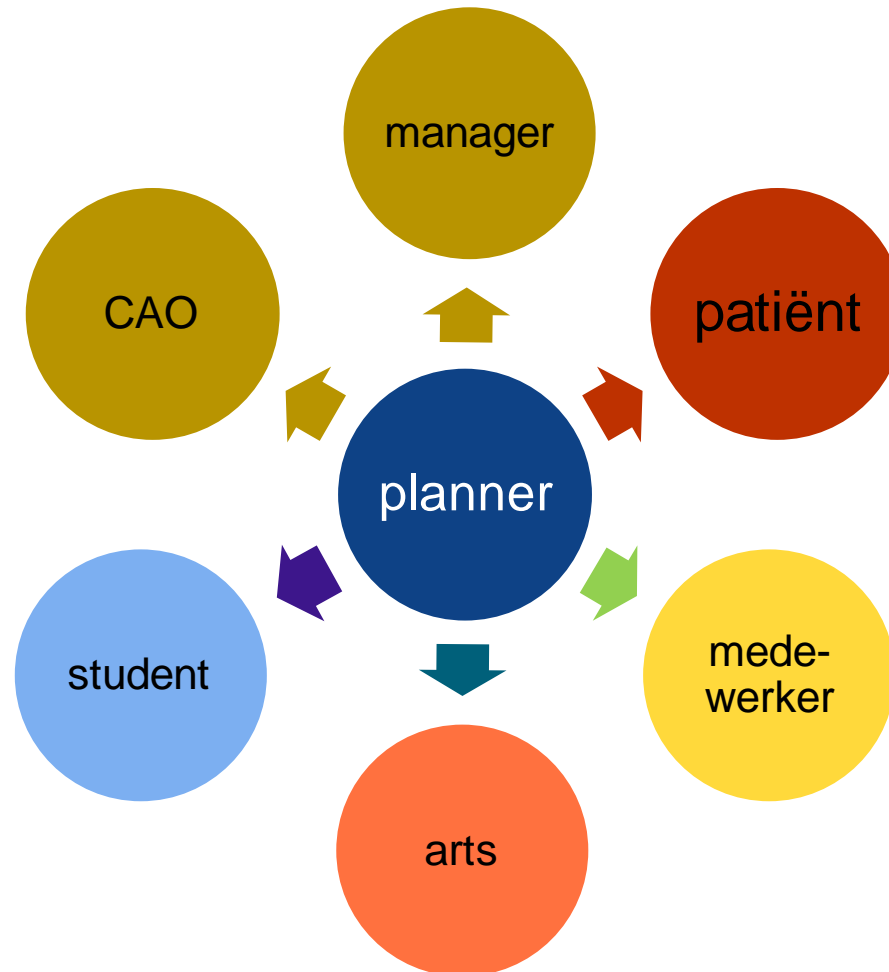 manager
CAO
patiënt
planner
student
mede-
werker
arts